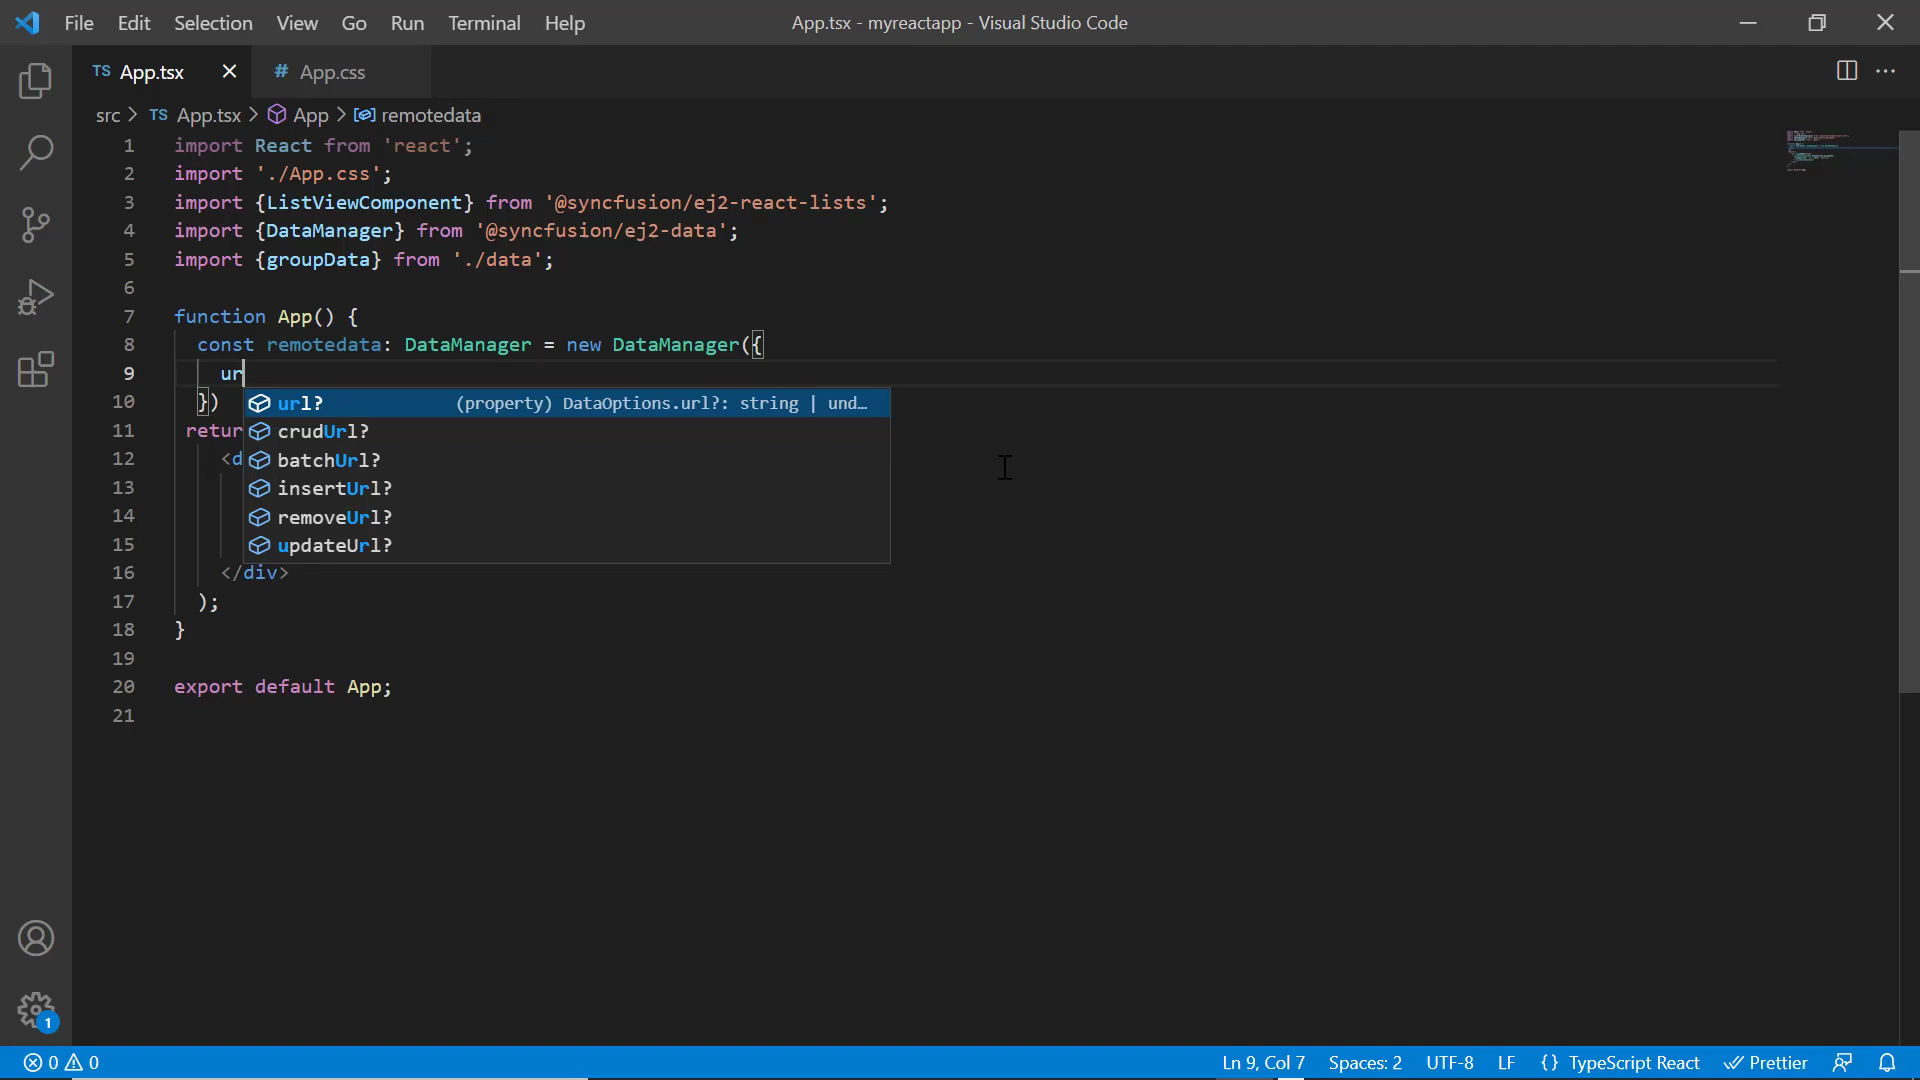 File Edit Selection View Go Run Terminal Help App.tsx - myreactapp - Visual Studio Code
TS App.tsx # App.css
src > TS App.tsx > App > remotedata
1 import React from 'react';
2 import './App.css';
3 import {ListViewComponent} from '@syncfusion/ej2-react-lists';
4 import {DataManager} from '@syncfusion/ej2-data';
5 import {groupData} from './data';
6
7 function App() {
8 const remotedata: DataManager = new DataManager({
9 ur
10 }) url? (property) DataOptions.url?: string | und…
11 retur crudUrl?
12 <d batchUrl?
13 insertUrl?
14 removeUrl?
15 updateUrl?
16 </div>
17 );
18 }
19
20 export default App;
21
1
0 0 Ln 9, Col 7 Spaces: 2 UTF-8 LF {} TypeScript React Prettier